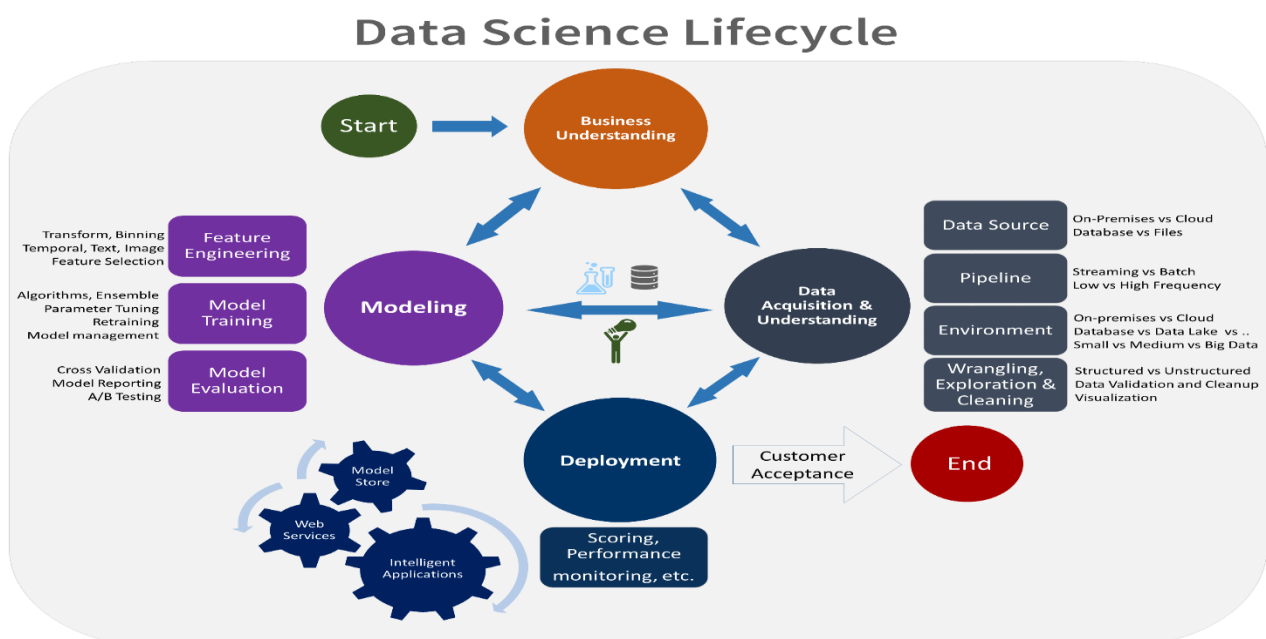 Data Science Lifecycle
Start
Business
Understanding
Transform, Binning
Temporal, Text, Image
Feature Selection
Feature
Engineering
Algorithms, Ensemble
Parameter Tuning
Retraining
Model management
Model
Training
Cross Validation
Model Reporting
A/B Testing
Model
Evaluation
Modeling
Data
Acquisition &
Understanding
Data Source
On-Premises vs Cloud
Database vs Files
Pipeline
Streaming vs Batch
Low vs High Frequency
Environment
On-premises vs Cloud
Database vs Data Lake vs ..
Small vs Medium vs Big Data
Wrangling,
Exploration &
Cleaning
Structured vs Unstructured
Data Validation and Cleanup
Visualization
Deployment
Customer
Acceptance
End
Model
Store
Web
Services
Intelligent
Applications
Scoring,
Performance
monitoring, etc.